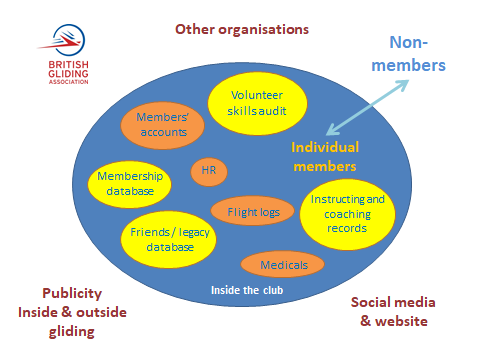 Other organisations
BRITISH
GLIDING
ASSOCIATION
Non-
members
Volunteer
skills audit
Members'
accounts
Individual
members
HR
Membership
database
Instructing and
coaching
records
Flight logs
Friends / legacy
database
Medicals
Inside the club
Publicity
Inside & outside
gliding
Social media
& website